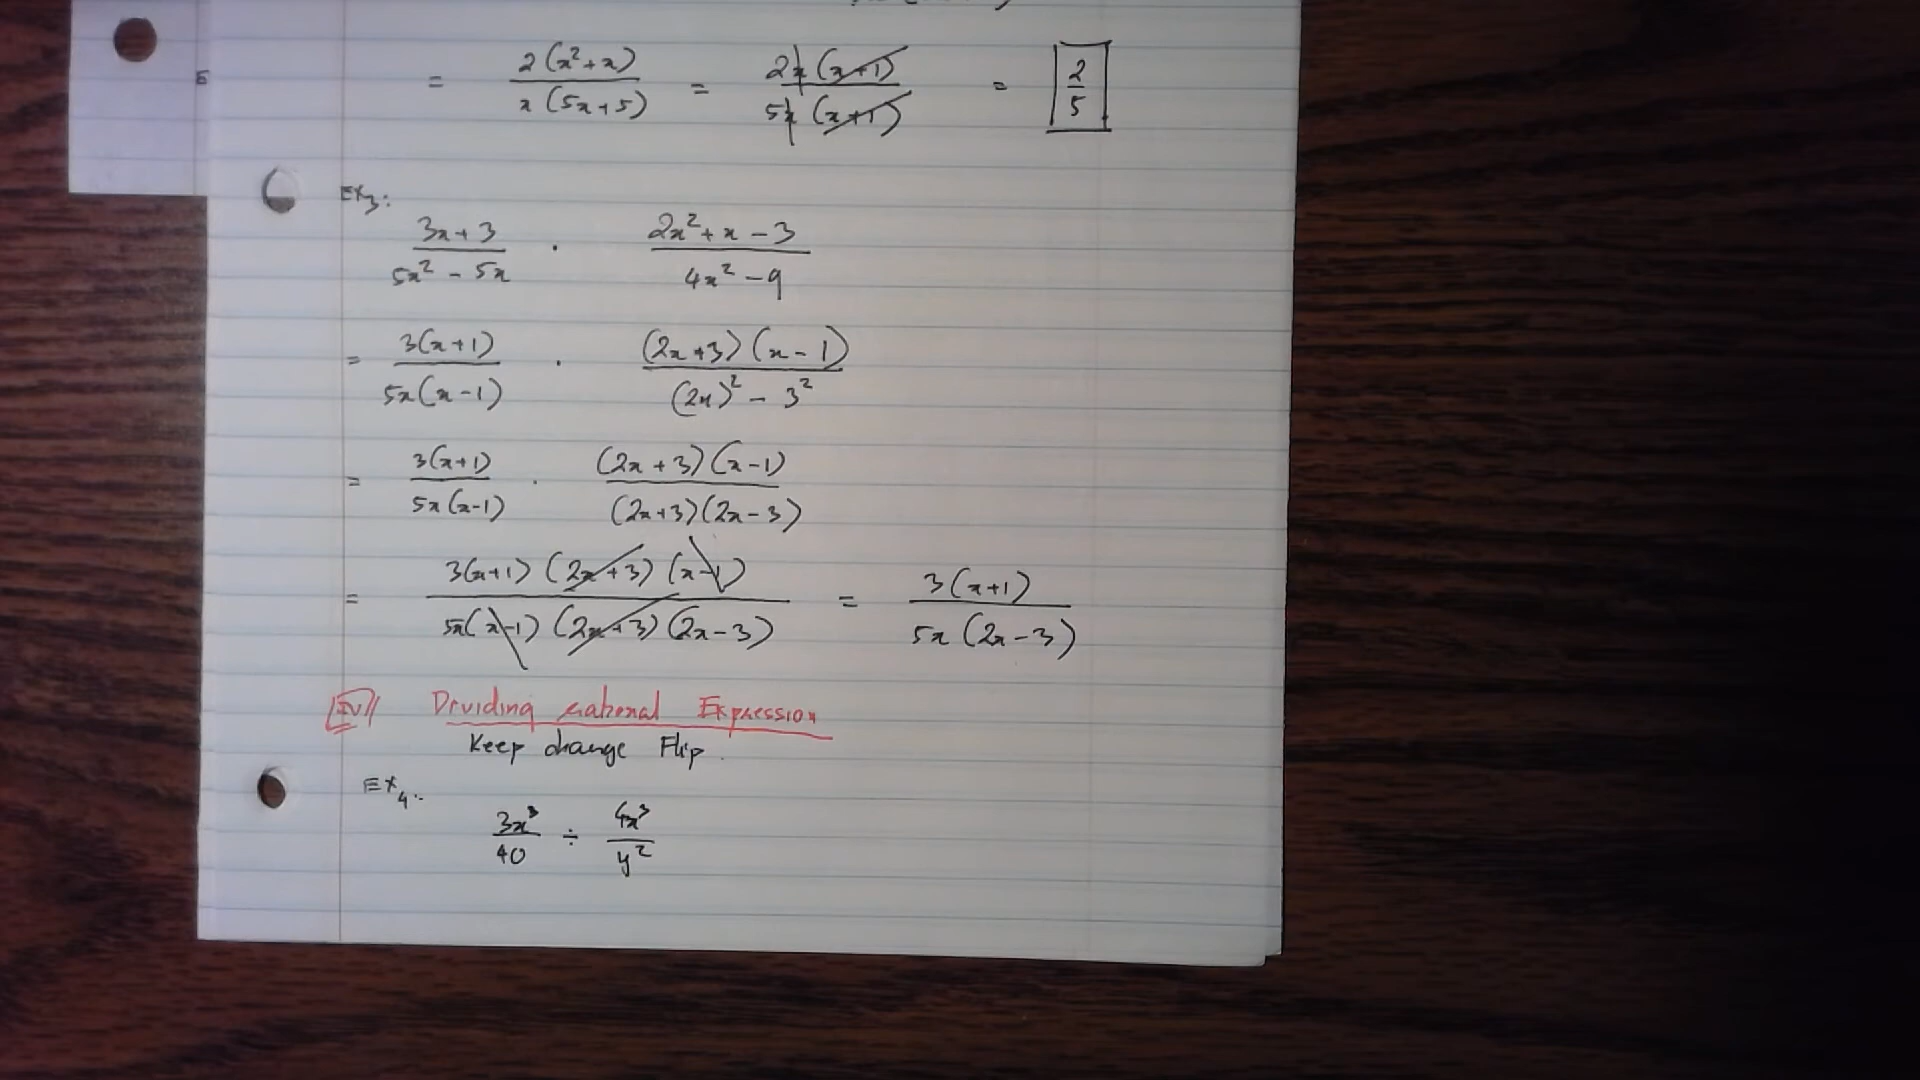 = 2(x²+x) / x(5x+5) = 2x(x+1) / 5x(x+1) = 2/5
Ex3:
3x+3 / 5x² - 5x · 2x²+x-3 / 4x²-9
= 3(x+1) / 5x(x-1) · (2x+3)(x-1) / (2x)² - 3²
= 3(x+1) / 5x(x-1) · (2x+3)(x-1) / (2x+3)(2x-3)
= 3(x+1)(2x+3)(x-1) / 5x(x-1)(2x+3)(2x-3) = 3(x+1) / 5x(2x-3)
IV// Dividing rational Expression
Keep change Flip.
Ex4:
3x³ / 40 ÷ 4x³ / y²